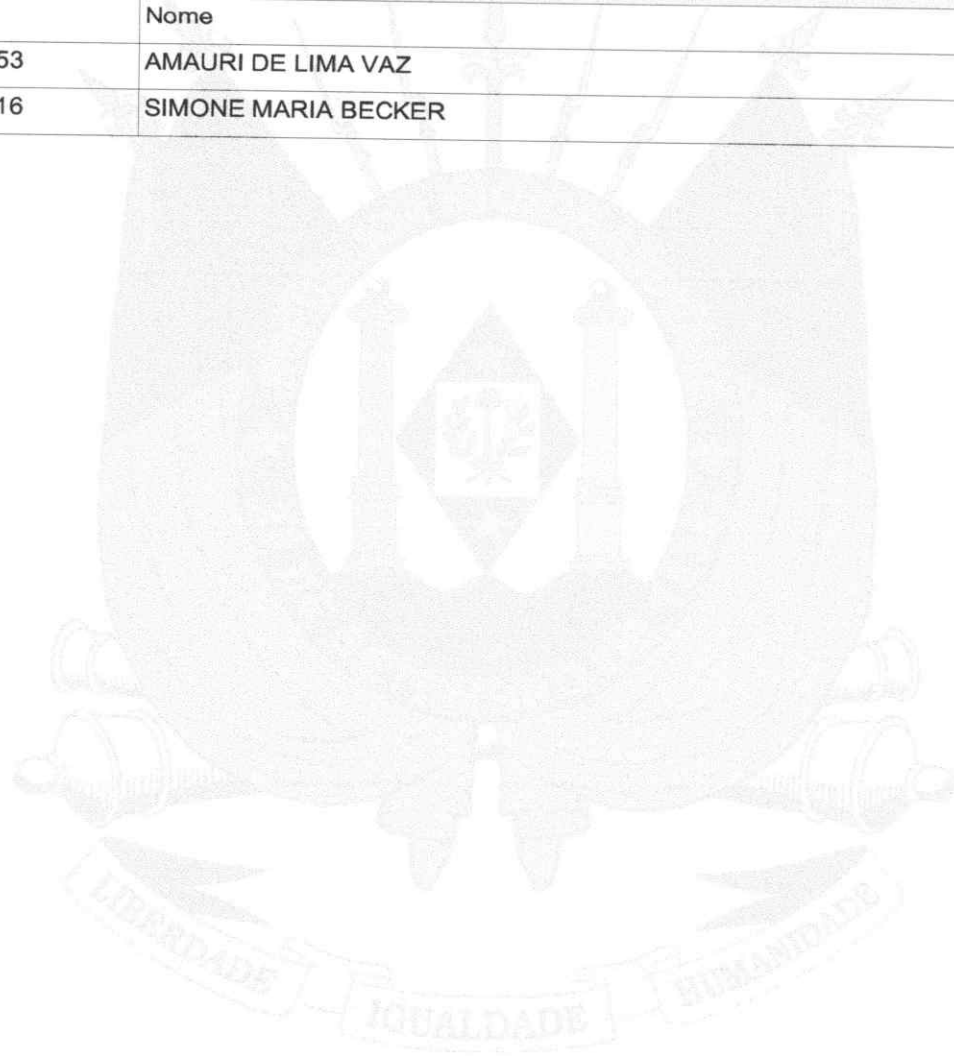 Nome
53 AMAURI DE LIMA VAZ
16 SIMONE MARIA BECKER
LIBERDADE
IGUALDADE
HUMANIDADE